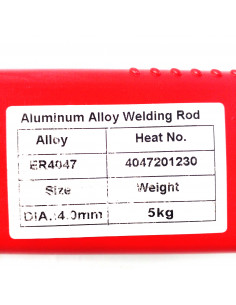 Aluminum Alloy Welding Rod
Alloy Heat No.
ER4047 4047201230
Size Weight
DIA.:4.0mm 5kg